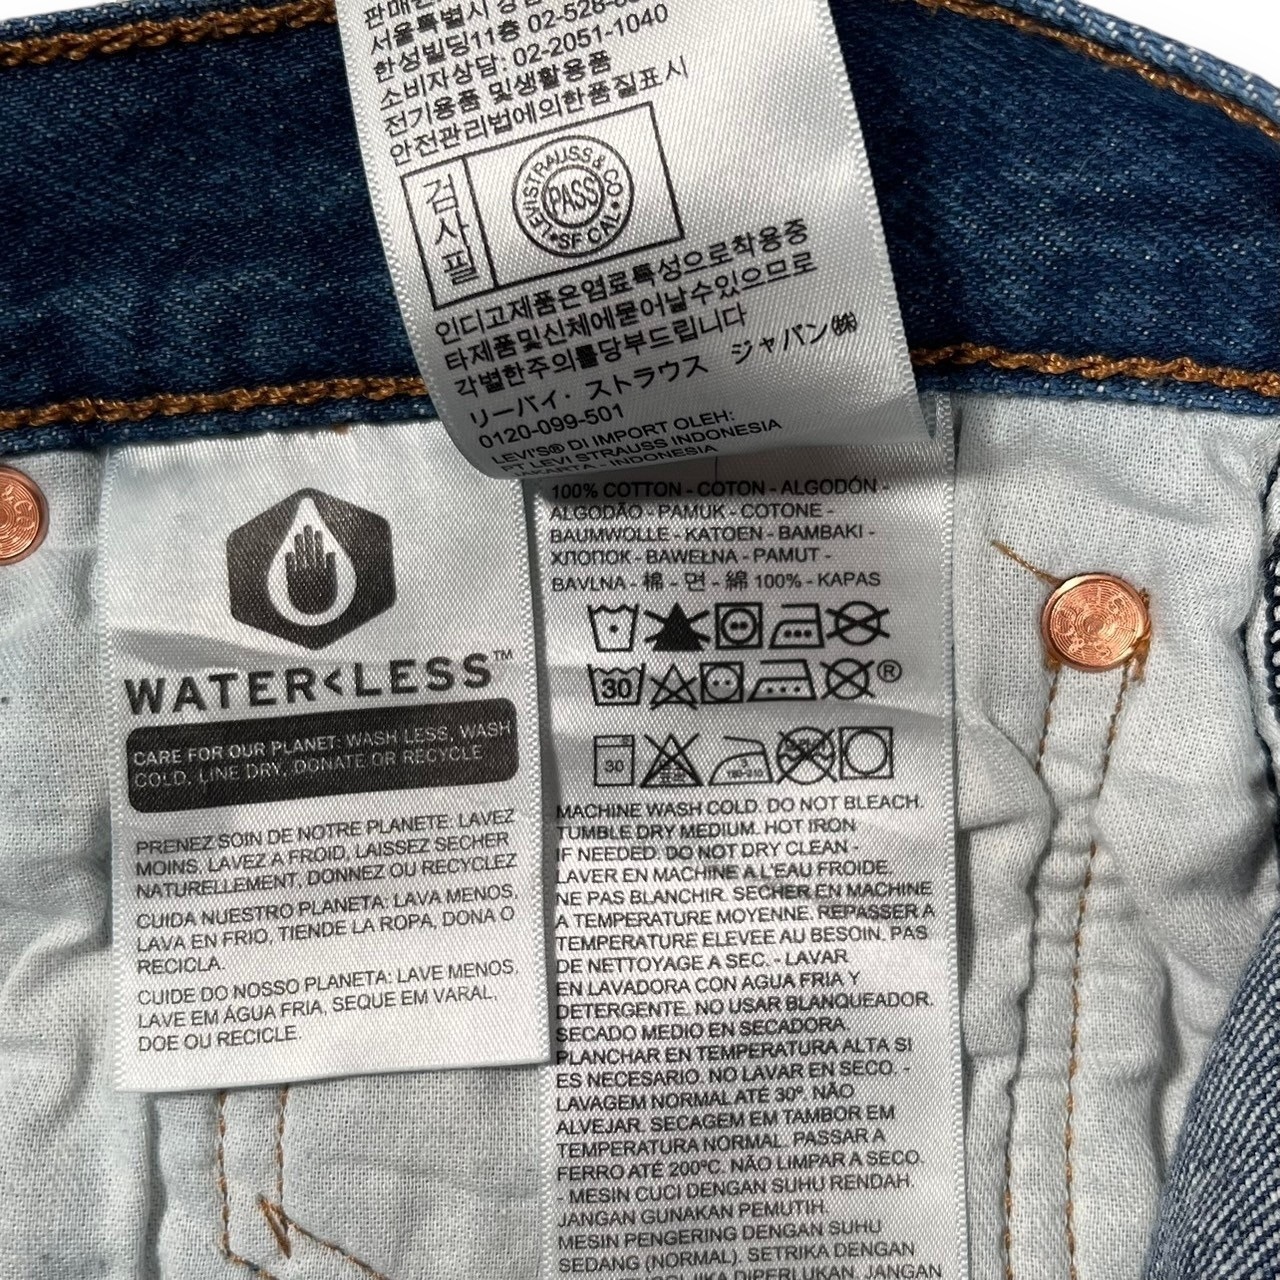 서울특별시 강
한성빌딩11층 02-528-
소비자상담: 02-2051-1040
전기용품 및생활용품
안전관리법에의한품질표시
검사필
LEVI STRAUSS & CO
PASS
SF CAL
인디고제품은염료특성으로착용중
타제품및신체에묻어날수있으므로
각별한주의를당부드립니다
リーバイ・ストラウス ジャパン㈱
0120-099-501
LEVI'S® DI IMPORT OLEH:
PT LEVI STRAUSS INDONESIA
JAKARTA - INDONESIA
WATER<LESS™
CARE FOR OUR PLANET: WASH LESS, WASH
COLD, LINE DRY, DONATE OR RECYCLE
PRENEZ SOIN DE NOTRE PLANETE: LAVEZ
MOINS, LAVEZ A FROID, LAISSEZ SECHER
NATURELLEMENT, DONNEZ OU RECYCLEZ
CUIDA NUESTRO PLANETA: LAVA MENOS,
LAVA EN FRIO, TIENDE LA ROPA, DONA O
RECICLA.
CUIDE DO NOSSO PLANETA: LAVE MENOS,
LAVE EM ÁGUA FRIA, SEQUE EM VARAL,
DOE OU RECICLE.
100% COTTON - COTON - ALGODÓN -
ALGODÃO - PAMUK - COTONE -
BAUMWOLLE - KATOEN - BAMBAKI -
ХЛОПОК - BAWEŁNA - PAMUT -
BAVLNA - 棉 - 면 - 綿 100% - KAPAS
30
®
30
MACHINE WASH COLD. DO NOT BLEACH.
TUMBLE DRY MEDIUM. HOT IRON
IF NEEDED. DO NOT DRY CLEAN -
LAVER EN MACHINE A L'EAU FROIDE.
NE PAS BLANCHIR. SECHER EN MACHINE
A TEMPERATURE MOYENNE. REPASSER A
TEMPERATURE ELEVEE AU BESOIN. PAS
DE NETTOYAGE A SEC. - LAVAR
EN LAVADORA CON AGUA FRIA Y
DETERGENTE. NO USAR BLANQUEADOR.
SECADO MEDIO EN SECADORA.
PLANCHAR EN TEMPERATURA ALTA SI
ES NECESARIO. NO LAVAR EN SECO. -
LAVAGEM NORMAL ATÉ 30º. NÃO
ALVEJAR. SECAGEM EM TAMBOR EM
TEMPERATURA NORMAL. PASSAR A
FERRO ATÉ 200ºC. NÃO LIMPAR A SECO.
- MESIN CUCI DENGAN SUHU RENDAH.
JANGAN GUNAKAN PEMUTIH.
MESIN PENGERING DENGAN SUHU
SEDANG (NORMAL). SETRIKA DENGAN
JIKA DIPERLUKAN. JANGAN